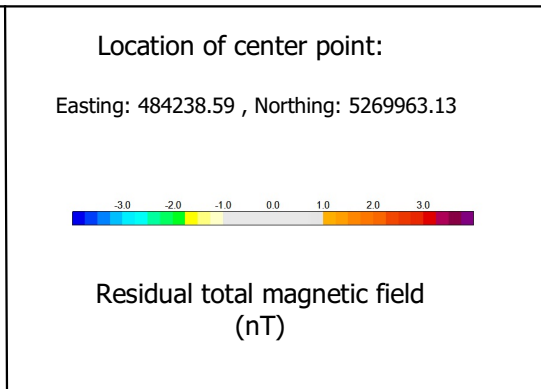 Location of center point:
Easting: 484238.59 , Northing: 5269963.13
-3.0 -2.0 -1.0 0.0 1.0 2.0 3.0
Residual total magnetic field
(nT)